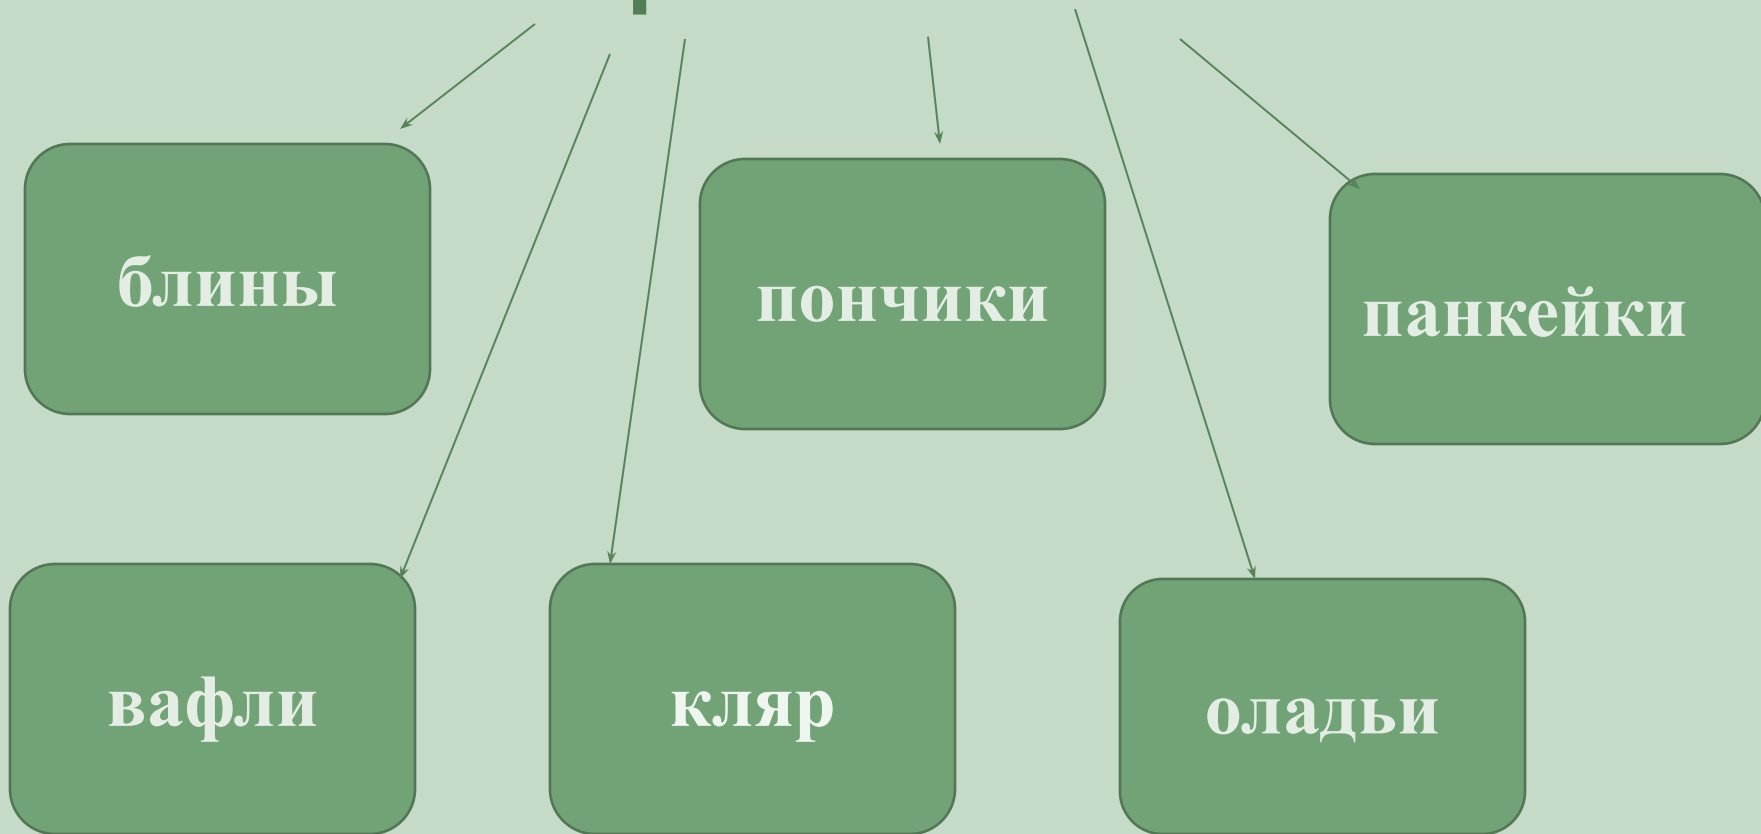 блины
пончики
панкейки
вафли
кляр
оладьи